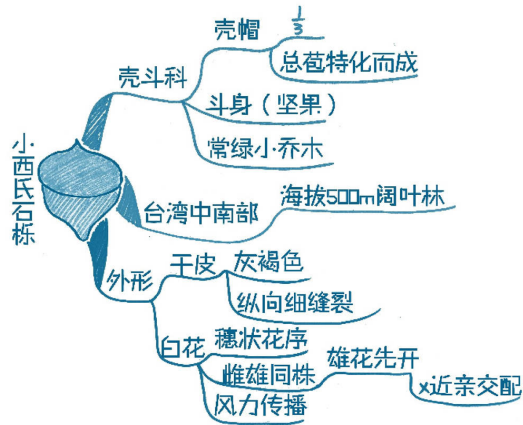 小西氏石栎
壳斗科
壳帽
1/3
总苞特化而成
斗身（坚果）
常绿小乔木
台湾中南部
海拔500m阔叶林
外形
干皮
灰褐色
纵向细缝裂
白花
穗状花序
雌雄同株
雄花先开
x近亲交配
风力传播